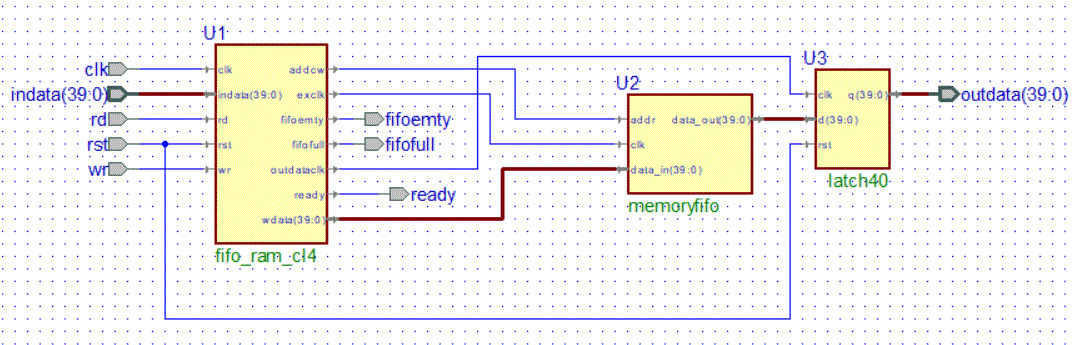 U1
clk
indata(39:0)
rd
rst
wr
clk
indata(39:0)
rd
rst
wr
addcw
exclk
fifoemty
fifofull
outdataclk
ready
wdata(39:0)
fifo_ram_cl4
fifoemty
fifofull
ready
U2
addr
clk
data_in(39:0)
data_out(39:0)
memoryfifo
U3
clk
d(39:0)
rst
q(39:0)
latch40
outdata(39:0)